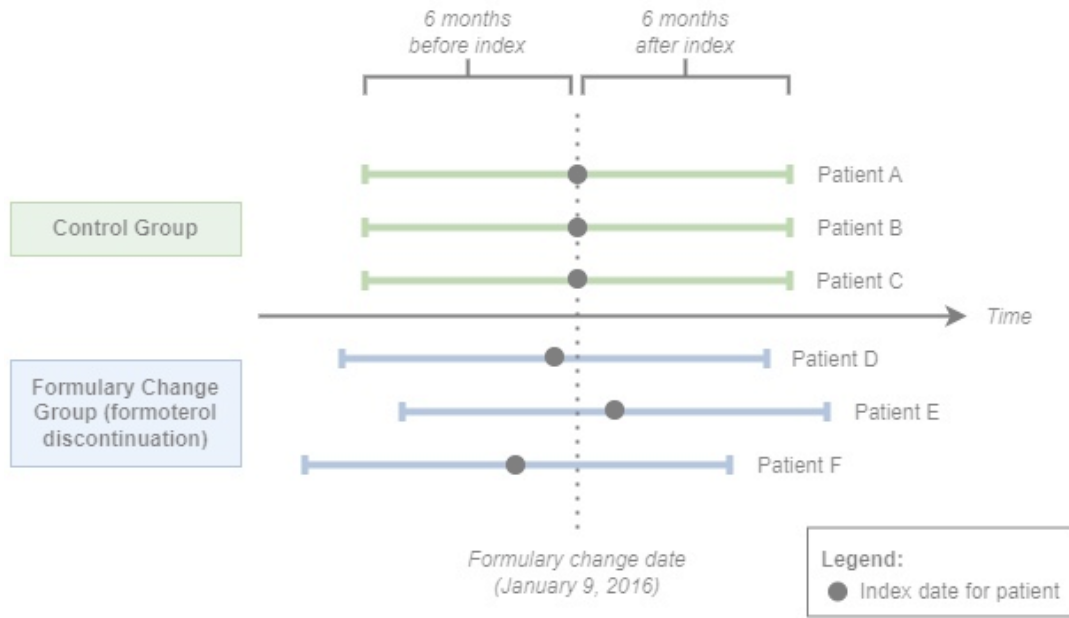 6 months
before index
6 months
after index
Patient A
Control Group
Patient B
Patient C
Time
Patient D
Formulary Change
Group (formoterol
discontinuation)
Patient E
Patient F
Formulary change date
(January 9, 2016)
Legend:
Index date for patient